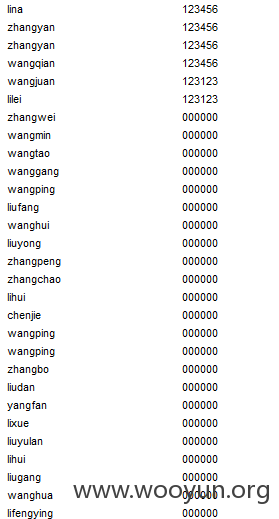 lina 123456
zhangyan 123456
zhangyan 123456
wangqian 123456
wangjuan 123123
lilei 123123
zhangwei 000000
wangmin 000000
wangtao 000000
wanggang 000000
wangping 000000
liufang 000000
wanghui 000000
liuyong 000000
zhangpeng 000000
zhangchao 000000
lihui 000000
chenjie 000000
wangping 000000
wangping 000000
zhangbo 000000
liudan 000000
yangfan 000000
lixue 000000
liuyulan 000000
lihui 000000
liugang 000000
wanghua 000000
www.wooyun.org
lifengying 000000